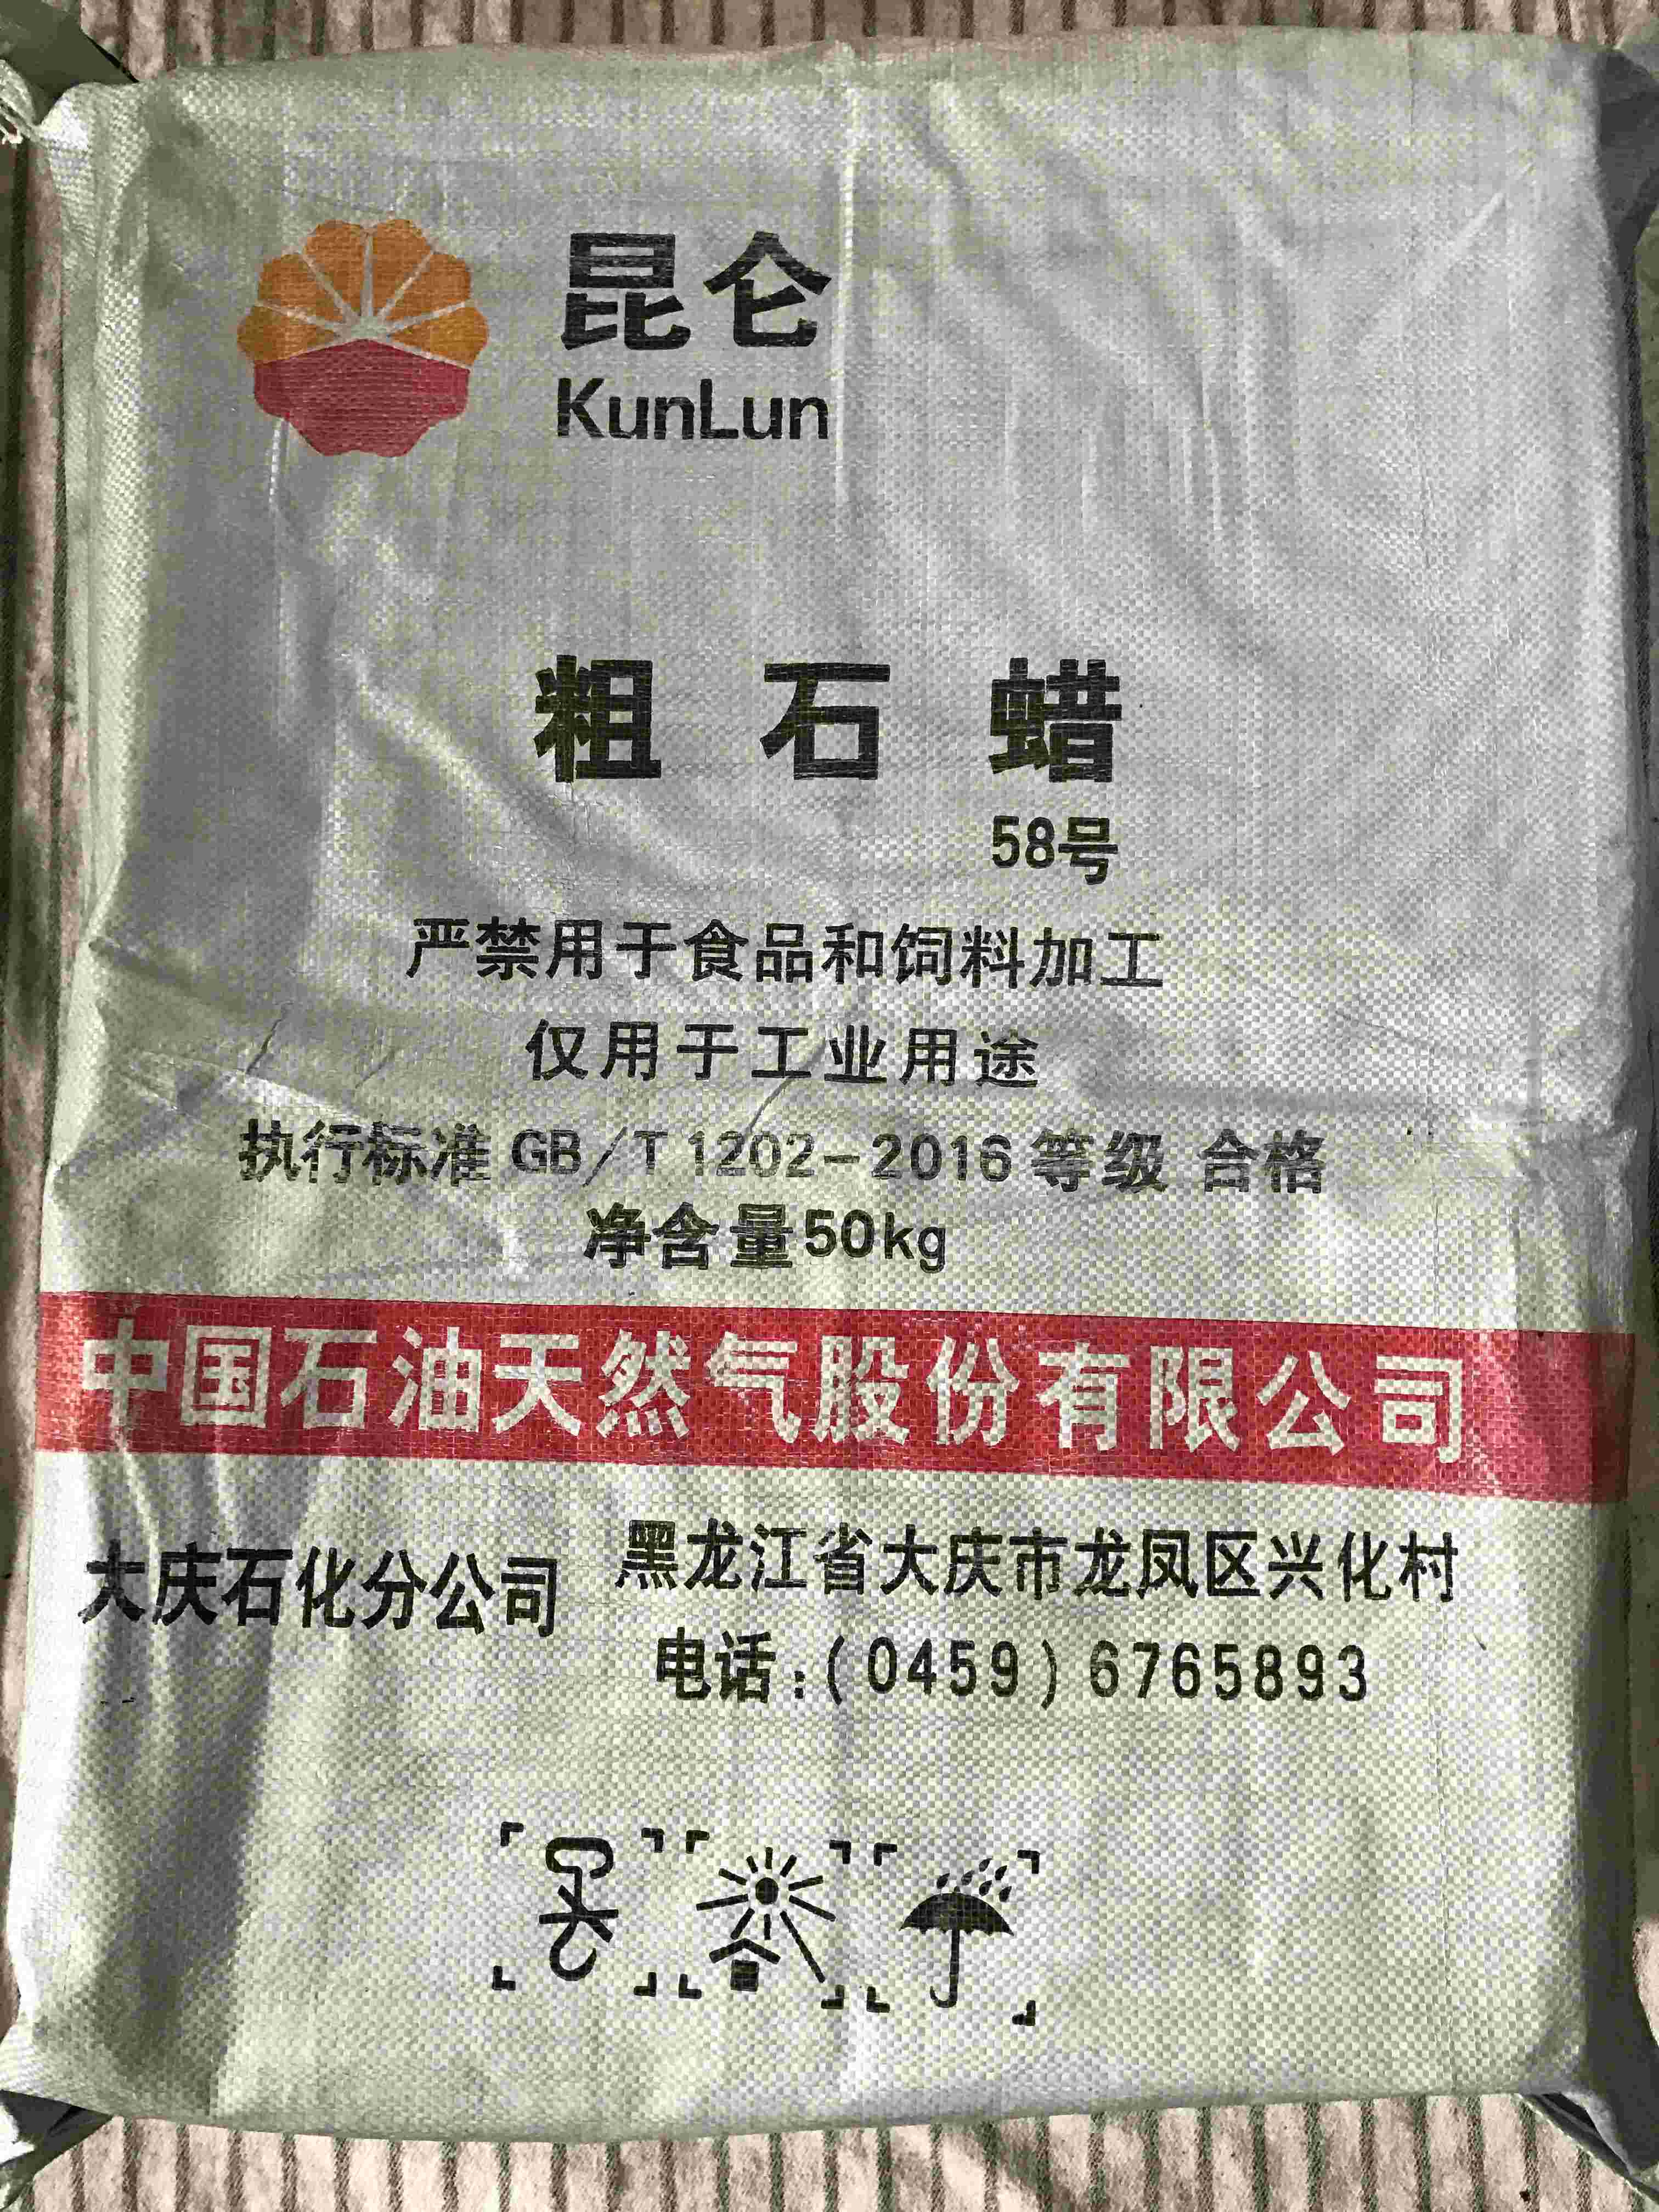 昆仑
KunLun
粗石蜡
58号
严禁用于食品和饲料加工
仅用于工业用途
执行标准 GB/T 1202-2016 等级 合格
净含量50kg
中国石油天然气股份有限公司
大庆石化分公司
黑龙江省大庆市龙凤区兴化村
电话:(0459)6765893